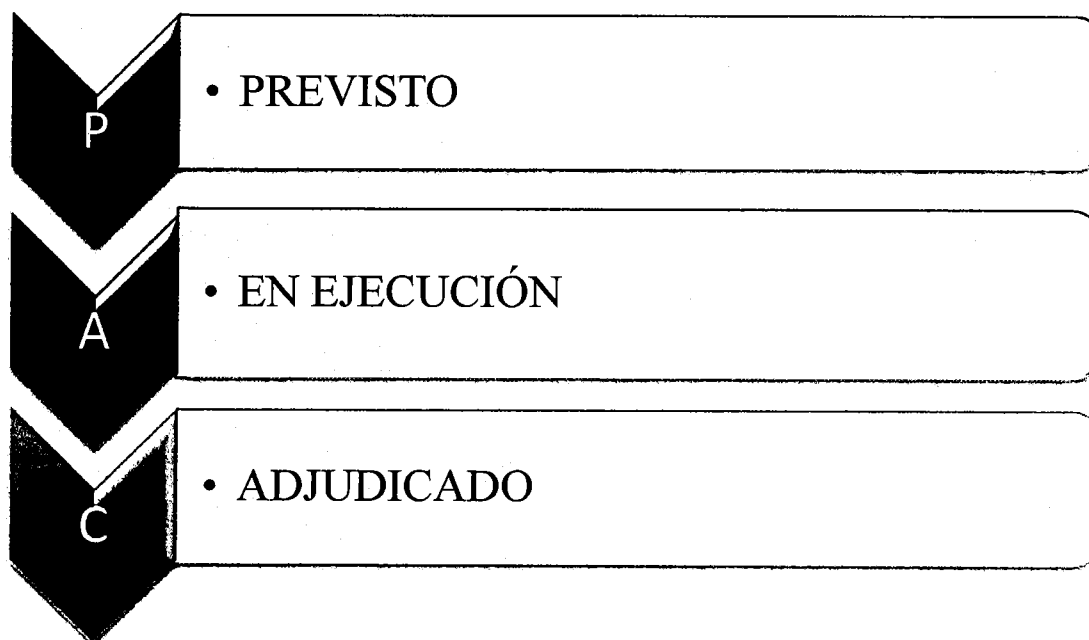 P
• PREVISTO
A
• EN EJECUCIÓN
C
• ADJUDICADO